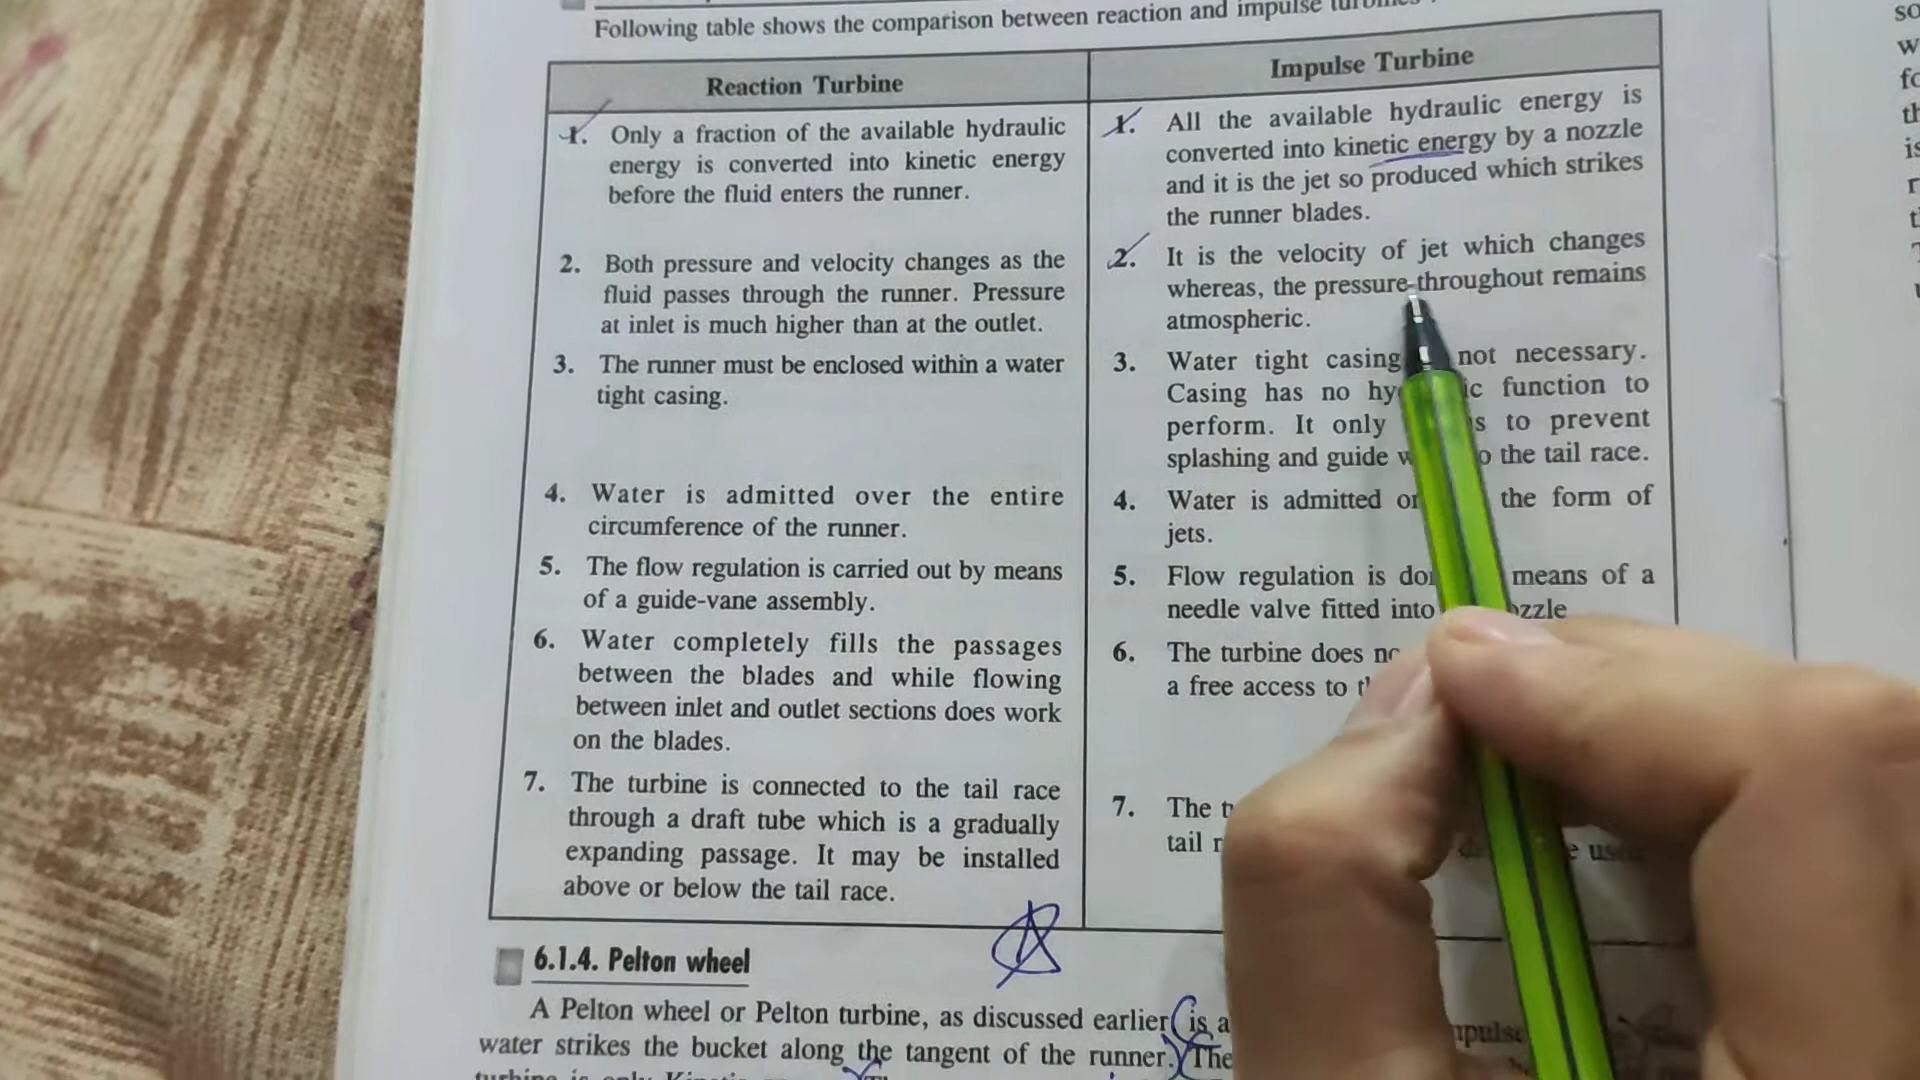 Following table shows the comparison between reaction and impulse
Reaction Turbine
1. Only a fraction of the available hydraulic
energy is converted into kinetic energy
before the fluid enters the runner.
2. Both pressure and velocity changes as the
fluid passes through the runner. Pressure
at inlet is much higher than at the outlet.
3. The runner must be enclosed within a water
tight casing.
4. Water is admitted over the entire
circumference of the runner.
5. The flow regulation is carried out by means
of a guide-vane assembly.
6. Water completely fills the passages
between the blades and while flowing
between inlet and outlet sections does work
on the blades.
7. The turbine is connected to the tail race
through a draft tube which is a gradually
expanding passage. It may be installed
above or below the tail race.
Impulse Turbine
1. All the available hydraulic energy is
converted into kinetic energy by a nozzle
and it is the jet so produced which strikes
the runner blades.
2. It is the velocity of jet which changes
whereas, the pressure throughout remains
atmospheric.
3. Water tight casing not necessary.
Casing has no function to
perform. It only to prevent
splashing and guide the tail race.
4. Water is admitted the form of
jets.
5. Flow regulation is means of a
needle valve fitted into
6. The turbine does
a free access to
7. The
tail
6.1.4. Pelton wheel
A Pelton wheel or Pelton turbine, as discussed earlier is a
water strikes the bucket along the tangent of the runner. The